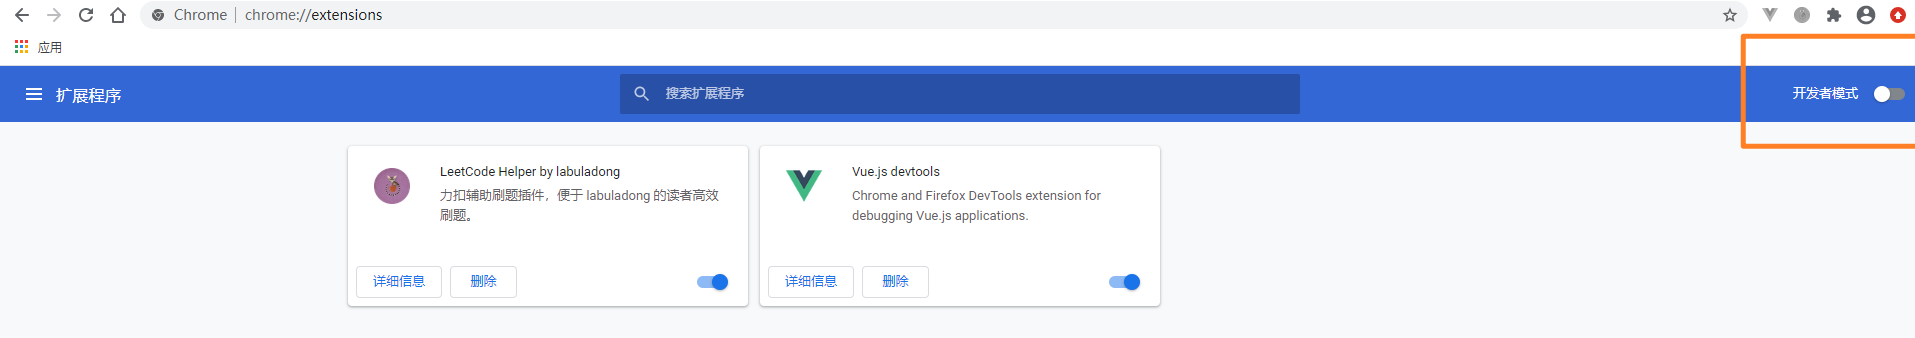 Chrome | chrome://extensions
应用
扩展程序
搜索扩展程序
开发者模式
LeetCode Helper by labuladong
力扣辅助刷题插件，便于 labuladong 的读者高效
刷题。
详细信息
删除
Vue.js devtools
Chrome and Firefox DevTools extension for
debugging Vue.js applications.
详细信息
删除